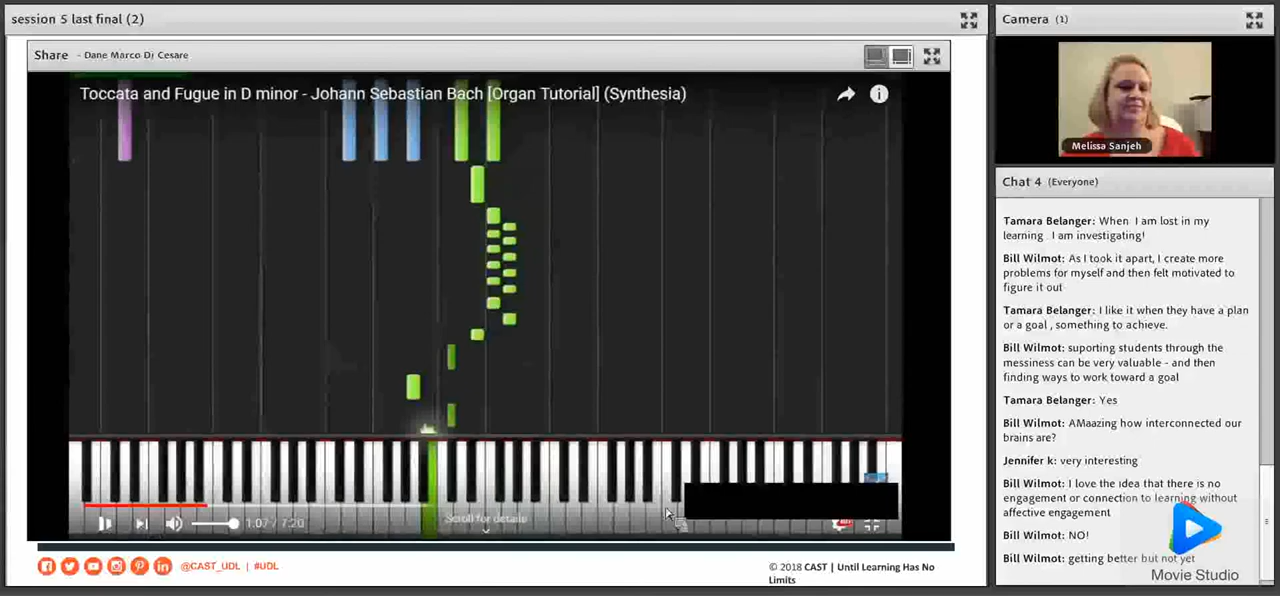 session 5 last final (2)
Share - Dane Marco Di Cesare
Toccata and Fugue in D minor - Johann Sebastian Bach [Organ Tutorial] (Synthesia)
1:07 / 7:20
Scroll for details
@CAST_UDL | #UDL
© 2018 CAST | Until Learning Has No
Limits
Camera (1)
Melissa Sanjeh
Chat 4 (Everyone)
Tamara Belanger: When I am lost in my
learning . I am investigating!
Bill Wilmot: As I took it apart, I create more
problems for myself and then felt motivated to
figure it out
Tamara Belanger: I like it when they have a plan
or a goal , something to achieve.
Bill Wilmot: suporting students through the
messiness can be very valuable - and then
finding ways to work toward a goal
Tamara Belanger: Yes
Bill Wilmot: AMaazing how interconnected our
brains are?
Jennifer k: very interesting
Bill Wilmot: I love the idea that there is no
engagement or connection to learning without
affective engagement
Bill Wilmot: NO!
Bill Wilmot: getting better but not yet
Movie Studio